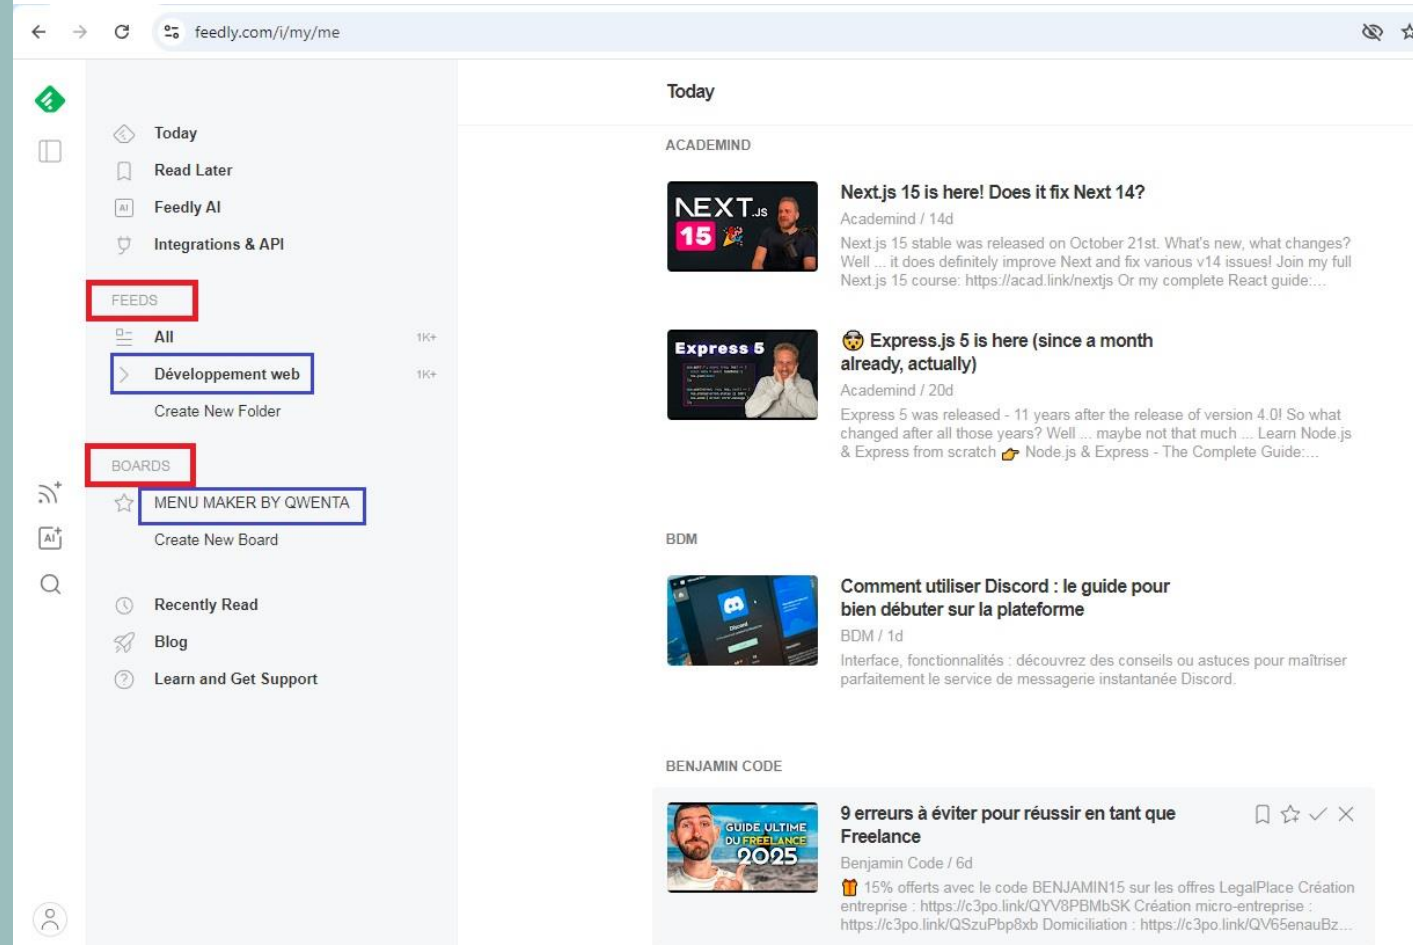 feedly.com/i/my/me
Today
Read Later
AI Feedly AI
Integrations & API
FEEDS
All 1K+
Développement web 1K+
Create New Folder
BOARDS
MENU MAKER BY QWENTA
Create New Board
Recently Read
Blog
Learn and Get Support
AI
Today
ACADEMIND
NEXT.JS
15
Next.js 15 is here! Does it fix Next 14?
Academind / 14d
Next.js 15 stable was released on October 21st. What's new, what changes?
Well ... it does definitely improve Next and fix various v14 issues! Join my full
Next.js 15 course: https://acad.link/nextjs Or my complete React guide:...
Express 5
🤯 Express.js 5 is here (since a month
already, actually)
Academind / 20d
Express 5 was released - 11 years after the release of version 4.0! So what
changed after all those years? Well ... maybe not that much ... Learn Node.js
& Express from scratch 👉 Node.js & Express - The Complete Guide:...
BDM
Discord
Comment utiliser Discord : le guide pour
bien débuter sur la plateforme
BDM / 1d
Interface, fonctionnalités : découvrez des conseils ou astuces pour maîtriser
parfaitement le service de messagerie instantanée Discord.
BENJAMIN CODE
GUIDE ULTIME
DU FREELANCE
2025
9 erreurs à éviter pour réussir en tant que
Freelance
Benjamin Code / 6d
🎁 15% offerts avec le code BENJAMIN15 sur les offres LegalPlace Création
entreprise : https://c3po.link/QYV8PBMbSK Création micro-entreprise :
https://c3po.link/QSzuPbp8xb Domiciliation : https://c3po.link/QV65enauBz...